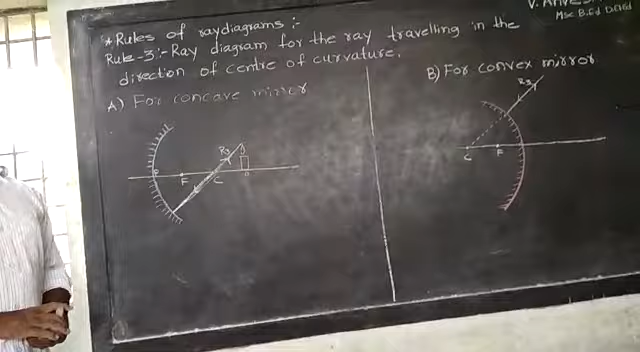 *Rules of raydiagrams :-
Rule-3:- Ray diagram for the ray travelling in the
direction of centre of curvature.
A) For concave mirror
B) For convex mirror
R3
P
F
C
O
R3
C
F
MSc B.Ed